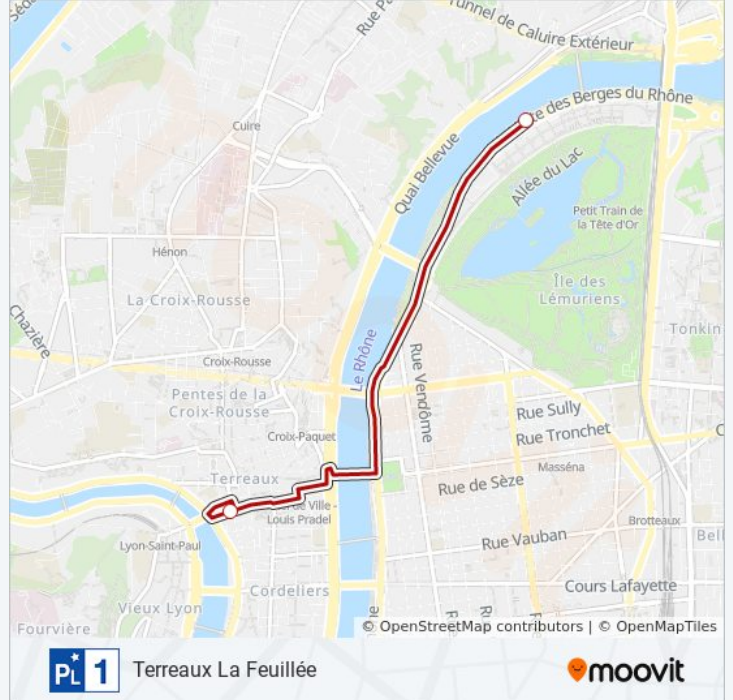 Tunnel de Caluire Extérieur
te des Berges du Rhône
Cuire
Quai Bellevue
Allée du Lac
Petit Train de
la Tête d'Or
Hénon
Île des
Lémuriens
La Croix-Rousse
Chazière
Tonkin
Le Rhône
Rue Vendôme
Croix-Rousse
Pentes de la
Croix-Rousse
Rue Sully
Rue Tronchet
Croix-Paquet
Masséna
Terreaux
Rue de Sèze
de Ville -
Louis Pradel
Brotteaux
Rue Vauban
Lyon-Saint-Paul
Cordeliers
Cours Lafayette
Vieux Lyon
Fourvière
© OpenStreetMap contributors | © OpenMapTiles
PL 1 Terreaux La Feuillée
moovit